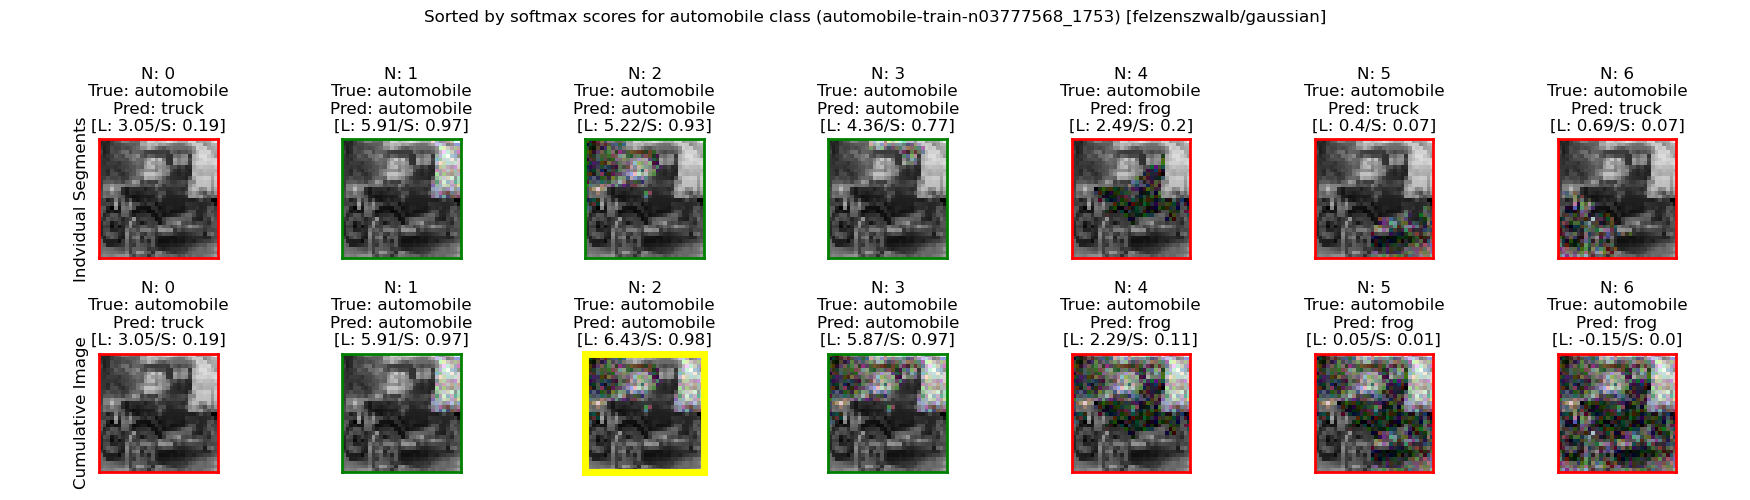 Sorted by softmax scores for automobile class (automobile-train-n03777568_1753) [felzenszwalb/gaussian]
Indvidual Segments
N: 0
True: automobile
Pred: truck
[L: 3.05/S: 0.19]
N: 1
True: automobile
Pred: automobile
[L: 5.91/S: 0.97]
N: 2
True: automobile
Pred: automobile
[L: 5.22/S: 0.93]
N: 3
True: automobile
Pred: automobile
[L: 4.36/S: 0.77]
N: 4
True: automobile
Pred: frog
[L: 2.49/S: 0.2]
N: 5
True: automobile
Pred: truck
[L: 0.4/S: 0.07]
N: 6
True: automobile
Pred: truck
[L: 0.69/S: 0.07]
Cumulative Image
N: 0
True: automobile
Pred: truck
[L: 3.05/S: 0.19]
N: 1
True: automobile
Pred: automobile
[L: 5.91/S: 0.97]
N: 2
True: automobile
Pred: automobile
[L: 6.43/S: 0.98]
N: 3
True: automobile
Pred: automobile
[L: 5.87/S: 0.97]
N: 4
True: automobile
Pred: frog
[L: 2.29/S: 0.11]
N: 5
True: automobile
Pred: frog
[L: 0.05/S: 0.01]
N: 6
True: automobile
Pred: frog
[L: -0.15/S: 0.0]